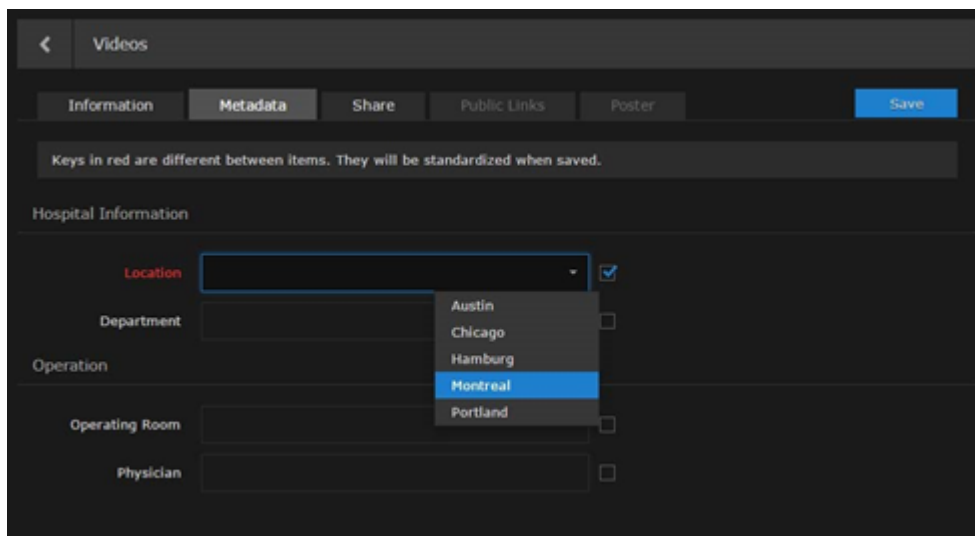 Videos
Information Metadata Share Public Links Poster Save
Keys in red are different between items. They will be standardized when saved.
Hospital Information
Location
Austin
Department
Chicago
Hamburg
Operation
Montreal
Portland
Operating Room
Physician